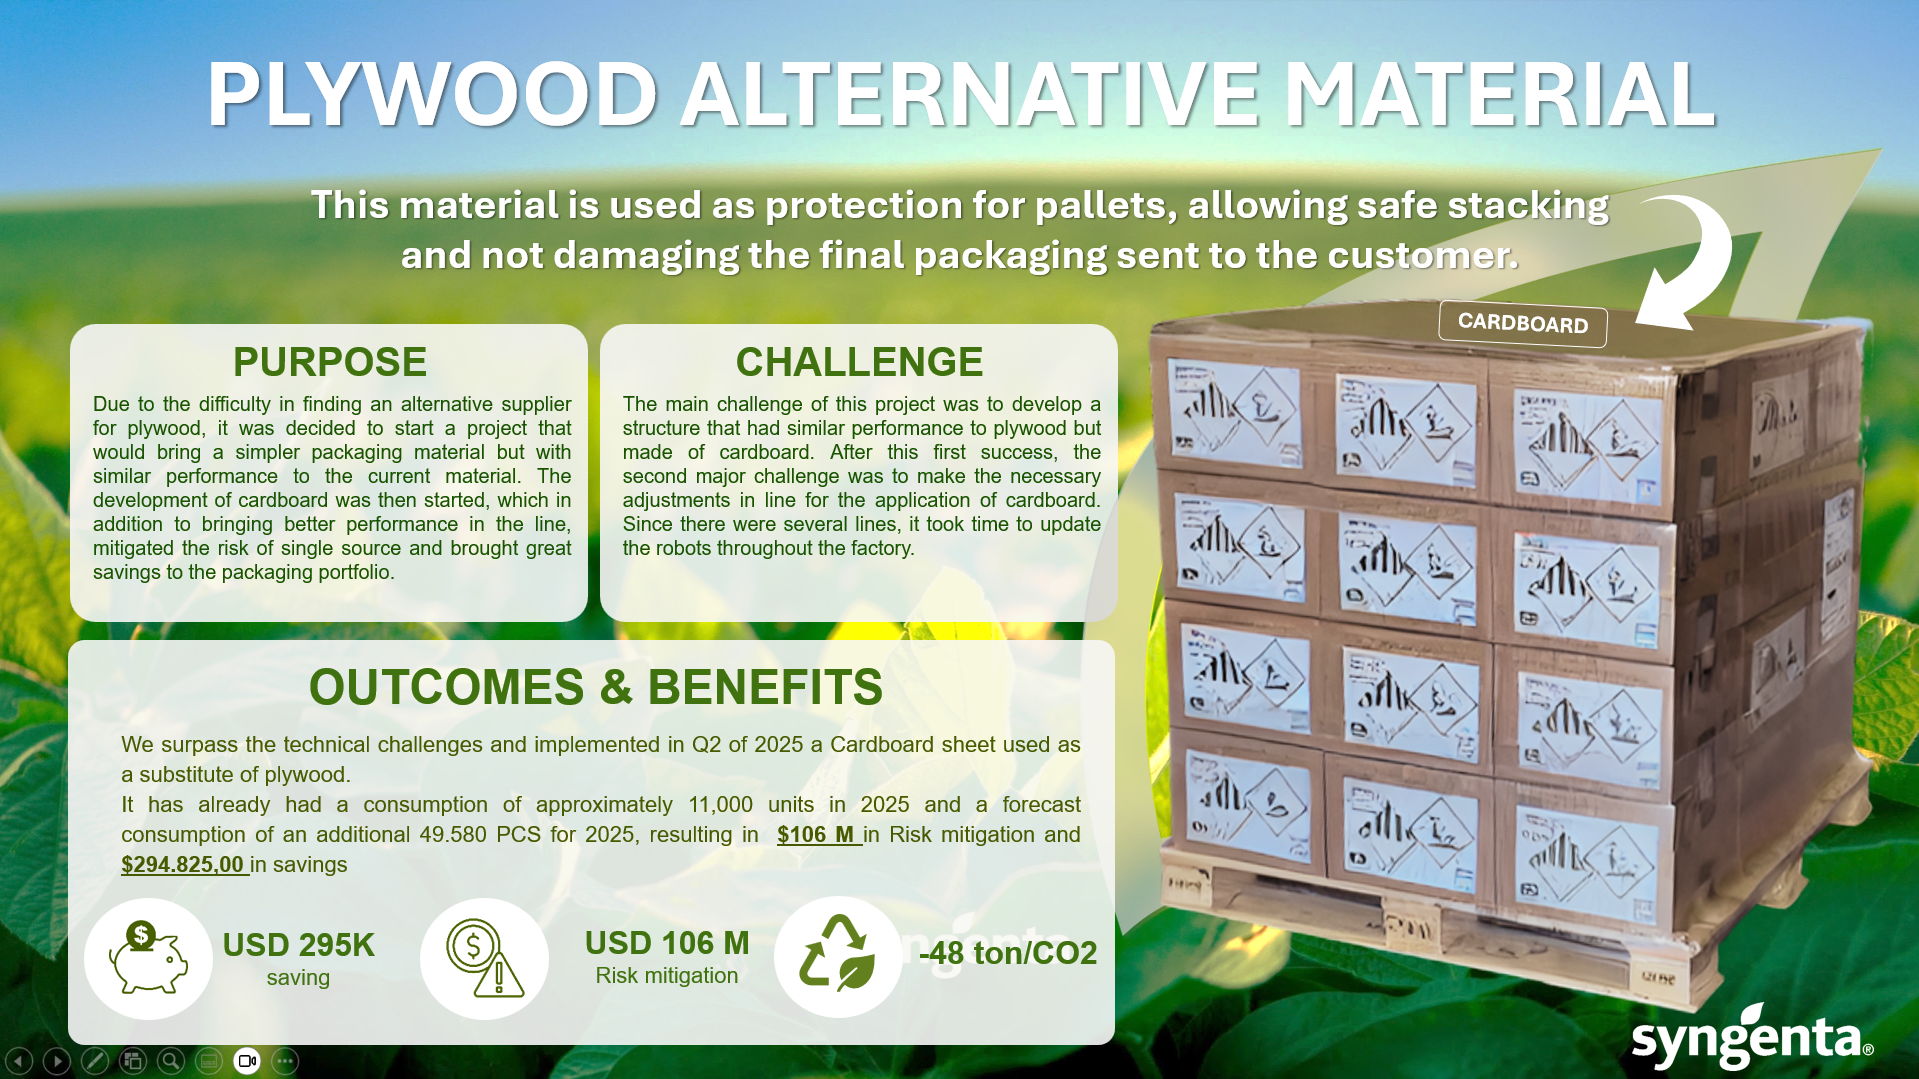 PLYWOOD ALTERNATIVE MATERIAL
This material is used as protection for pallets, allowing safe stacking
and not damaging the final packaging sent to the customer.
CARDBOARD
PURPOSE
Due to the difficulty in finding an alternative supplier
for plywood, it was decided to start a project that
would bring a simpler packaging material but with
similar performance to the current material. The
development of cardboard was then started, which in
addition to bringing better performance in the line,
mitigated the risk of single source and brought great
savings to the packaging portfolio.
CHALLENGE
The main challenge of this project was to develop a
structure that had similar performance to plywood but
made of cardboard. After this first success, the
second major challenge was to make the necessary
adjustments in line for the application of cardboard.
Since there were several lines, it took time to update
the robots throughout the factory.
OUTCOMES & BENEFITS
We surpass the technical challenges and implemented in Q2 of 2025 a Cardboard sheet used as
a substitute of plywood.
It has already had a consumption of approximately 11,000 units in 2025 and a forecast
consumption of an additional 49.580 PCS for 2025, resulting in $106 M in Risk mitigation and
$294.825,00 in savings
USD 295K
saving
USD 106 M
Risk mitigation
-48 ton/CO2
syngenta®